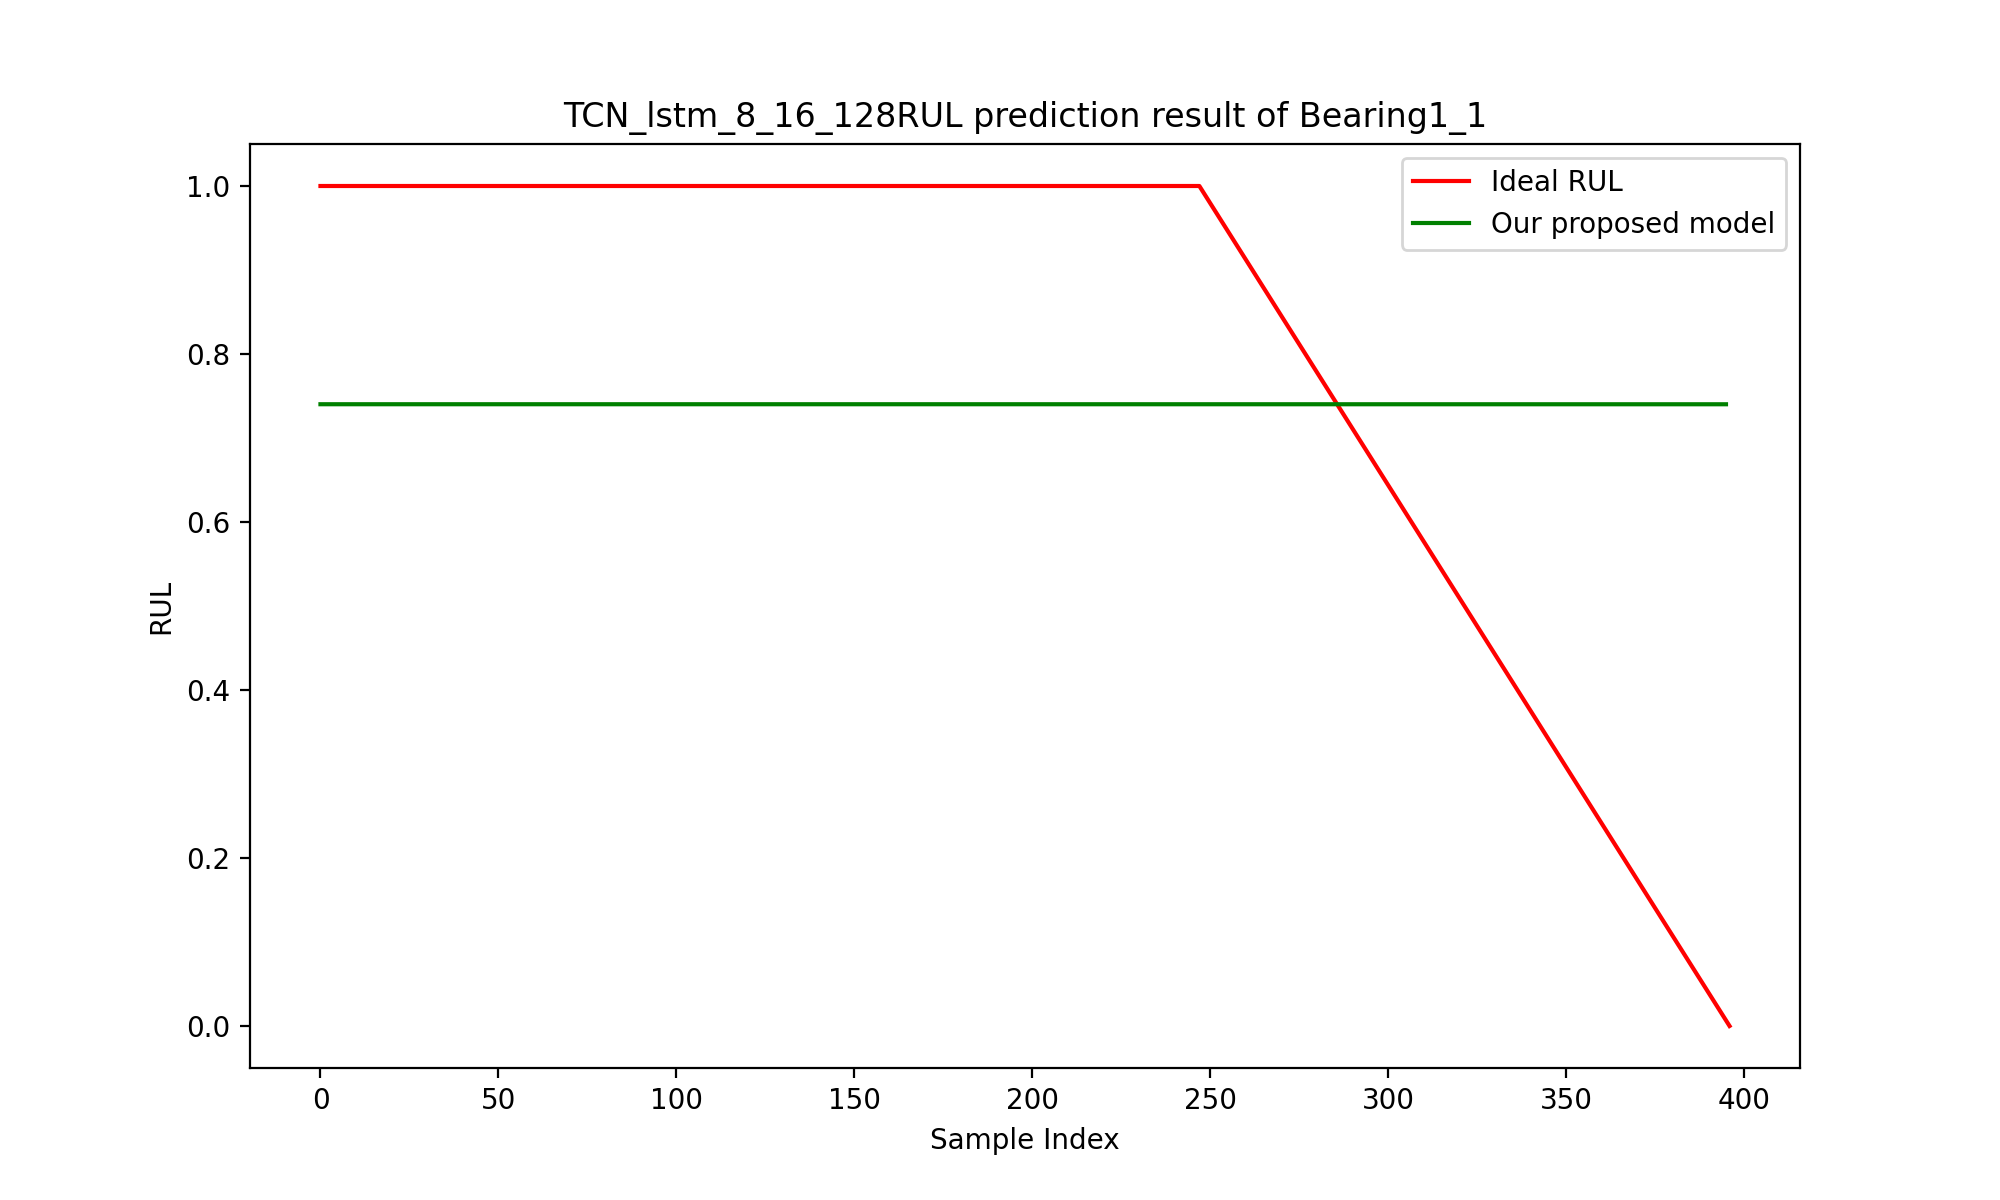 TCN_lstm_8_16_128RUL prediction result of Bearing1_1
Ideal RUL
Our proposed model
1.0
0.8
0.6
0.4
0.2
0.0
RUL
0 50 100 150 200 250 300 350 400
Sample Index